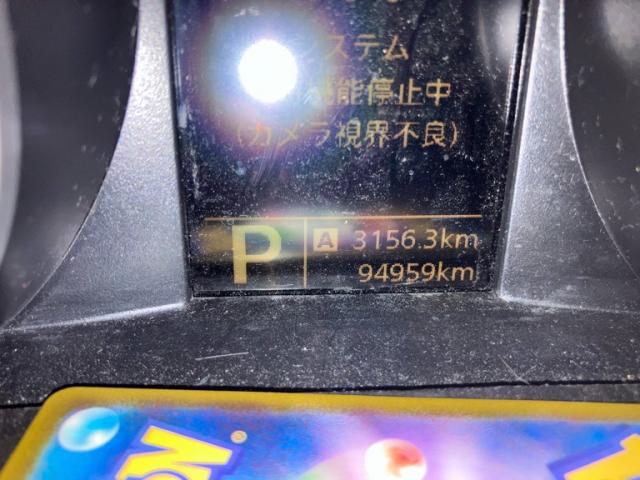 ステム
能停止中
(カメラ視界不良)
P
A 3156.3km
94959km